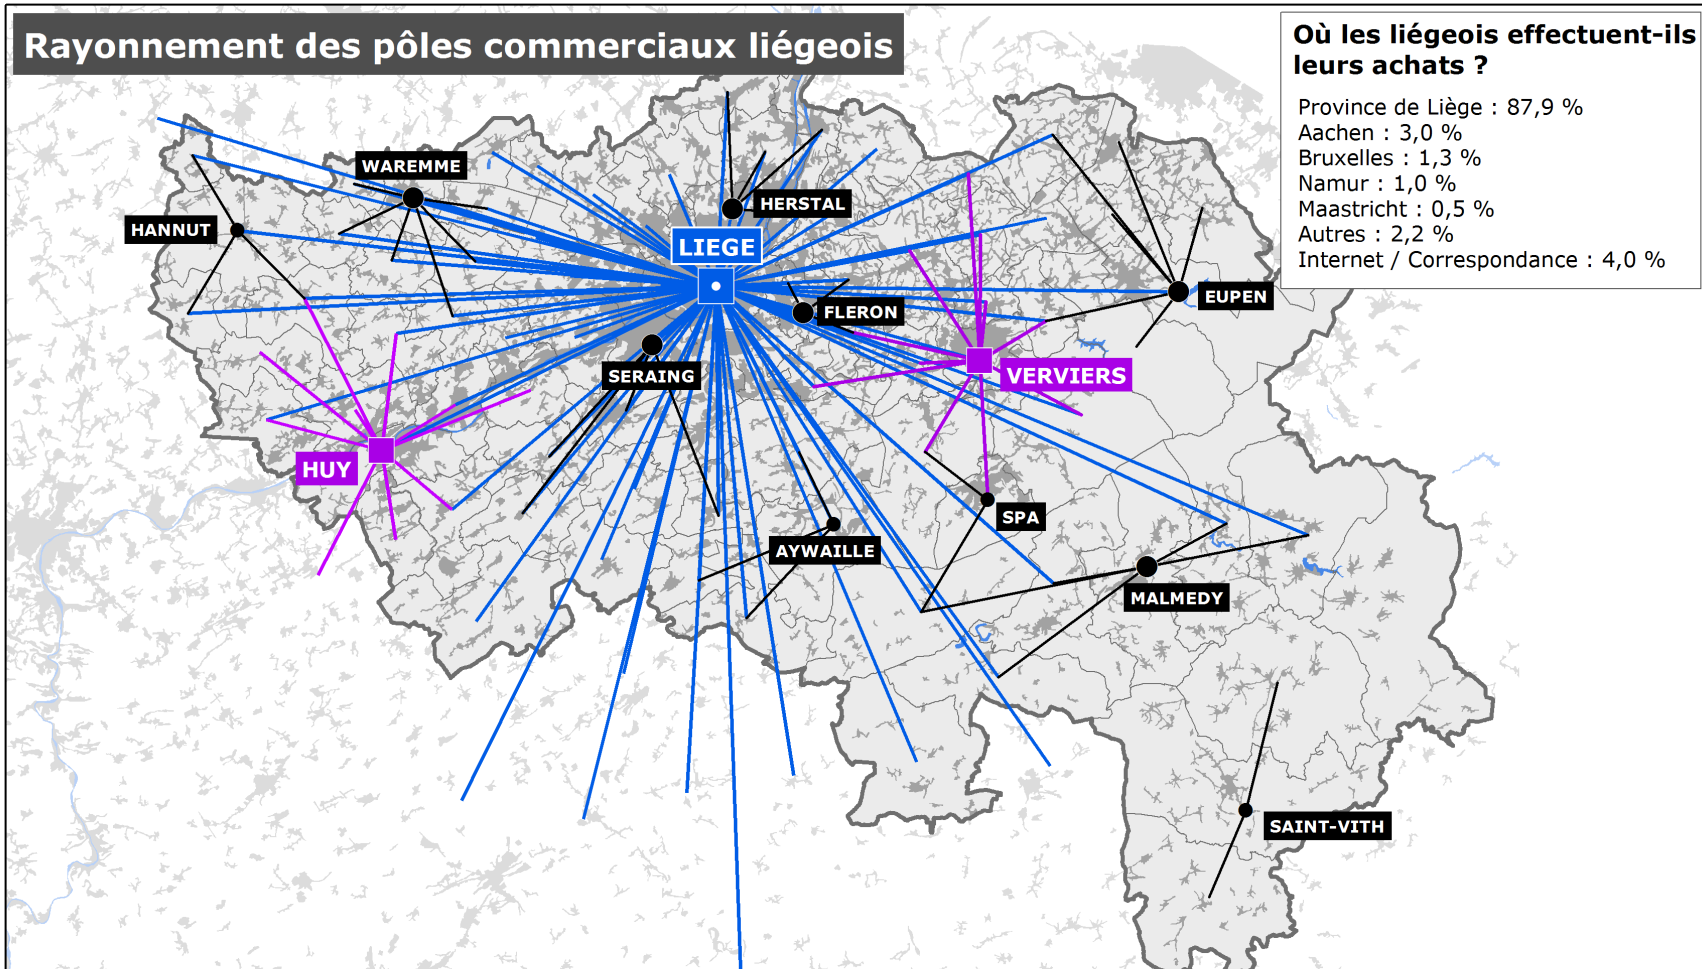 Rayonnement des pôles commerciaux liégeois
Où les liégeois effectuent-ils
leurs achats ?
Province de Liège : 87,9 %
Aachen : 3,0 %
Bruxelles : 1,3 %
Namur : 1,0 %
Maastricht : 0,5 %
Autres : 2,2 %
Internet / Correspondance : 4,0 %
WAREMME
HERSTAL
HANNUT
LIEGE
EUPEN
FLERON
SERAING
VERVIERS
HUY
SPA
AYWAILLE
MALMEDY
SAINT-VITH